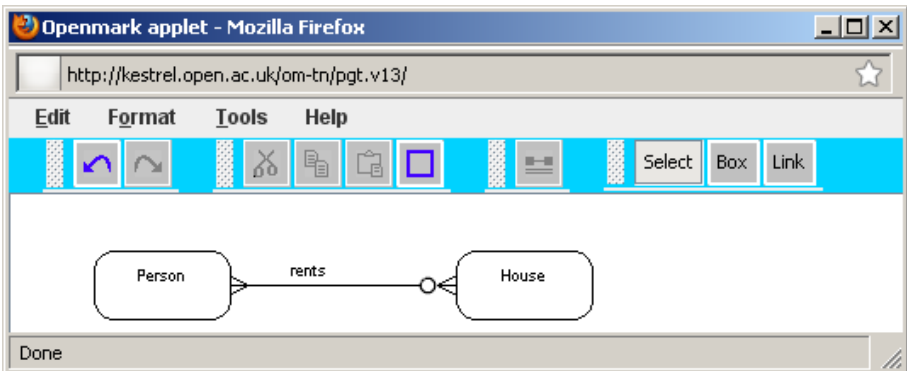 Openmark applet - Mozilla Firefox
http://kestrel.open.ac.uk/om-tn/pgt.v13/
Edit Format Tools Help
Select Box Link
Person rents House
Done